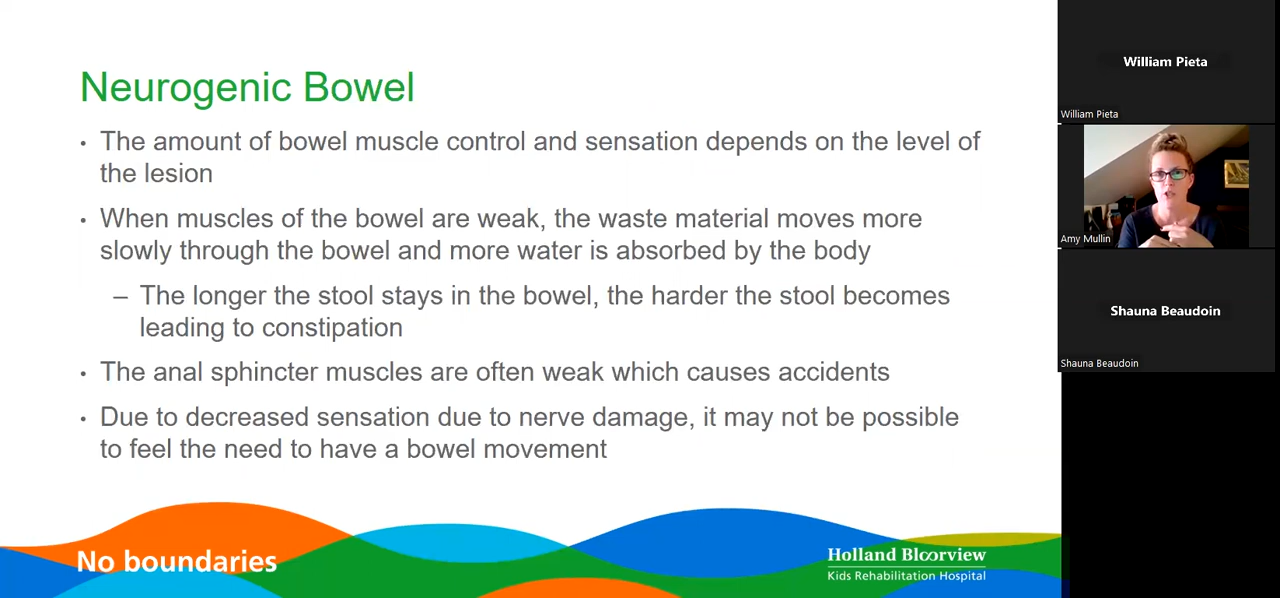 Neurogenic Bowel
• The amount of bowel muscle control and sensation depends on the level of
the lesion
• When muscles of the bowel are weak, the waste material moves more
slowly through the bowel and more water is absorbed by the body
– The longer the stool stays in the bowel, the harder the stool becomes
leading to constipation
• The anal sphincter muscles are often weak which causes accidents
• Due to decreased sensation due to nerve damage, it may not be possible
to feel the need to have a bowel movement
No boundaries
Holland Bloorview
Kids Rehabilitation Hospital
William Pieta
William Pieta
Amy Mullin
Shauna Beaudoin
Shauna Beaudoin